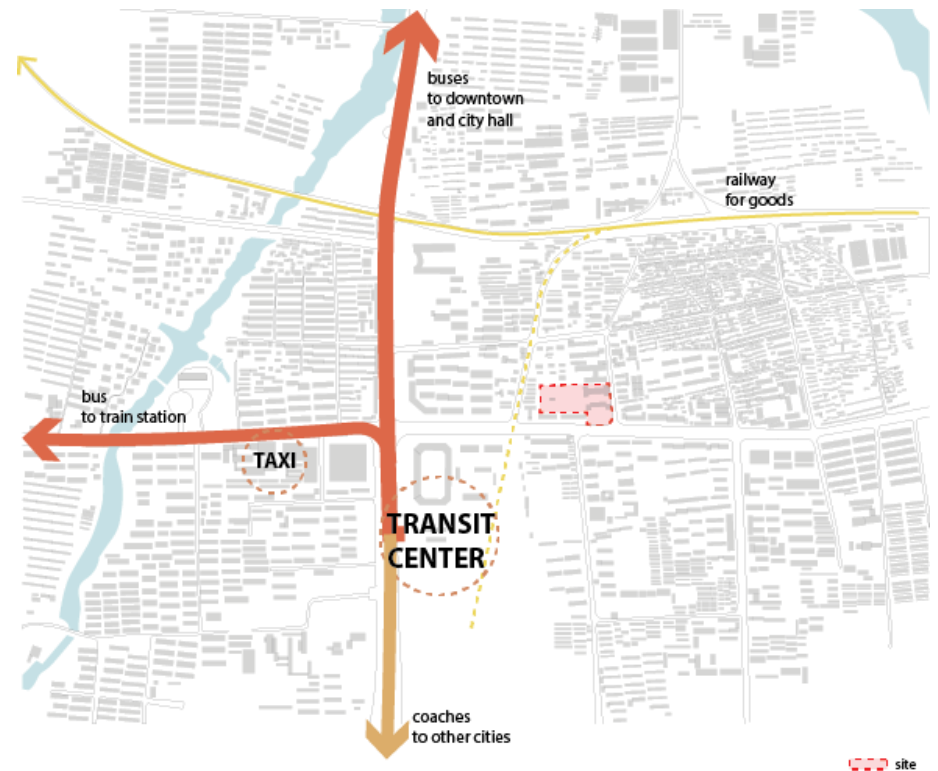 buses
to downtown
and city hall
railway
for goods
bus
to train station
TAXI
TRANSIT
CENTER
coaches
to other cities
site